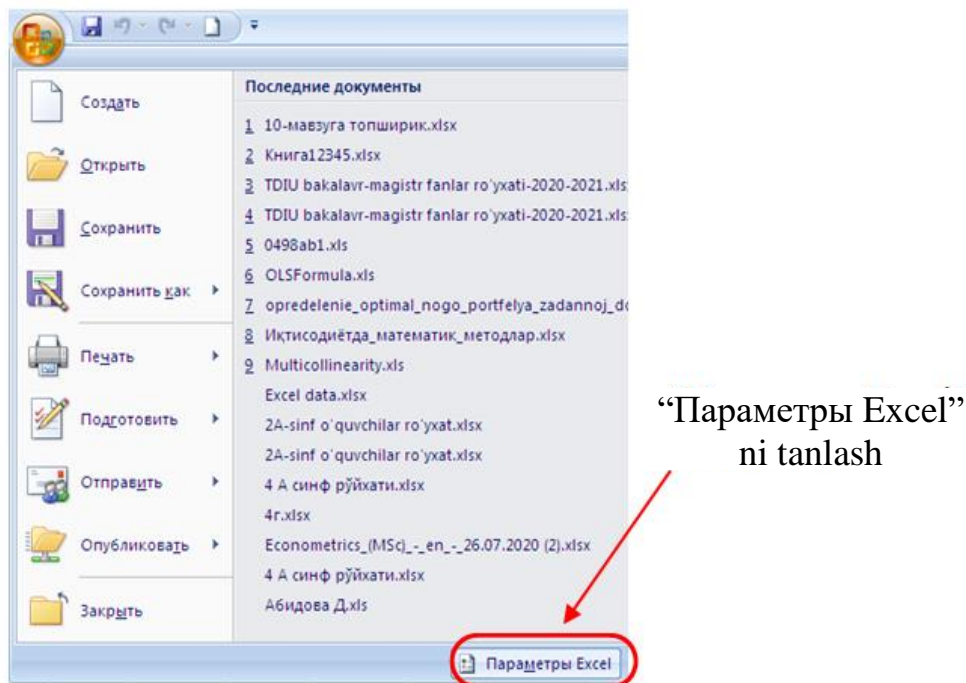 Создать
Открыть
Сохранить
Сохранить как
Печать
Подготовить
Отправить
Опубликовать
Закрыть
Последние документы
1 10-мавзуга топширик.xlsx
2 Книга12345.xlsx
3 TDIU bakalavr-magistr fanlar ro'yxati-2020-2021.xls
4 TDIU bakalavr-magistr fanlar ro'yxati-2020-2021.xls
5 0498ab1.xls
6 OLSFormula.xls
7 opredelenie_optimal_nogo_portfelya_zadannoj_do
8 Иқтисодиётда_математик_методлар.xlsx
9 Multicollinearity.xls
Excel data.xlsx
2A-sinf o'quvchilar ro'yxat.xlsx
2A-sinf o'quvchilar ro'yxat.xlsx
4 А синф рўйхати.xlsx
4г.xlsx
Econometrics_(MSc)_-_en_-_26.07.2020 (2).xlsx
4 А синф рўйхати.xlsx
Абидова Д.xls
Параметры Excel
“Параметры Excel”
ni tanlash